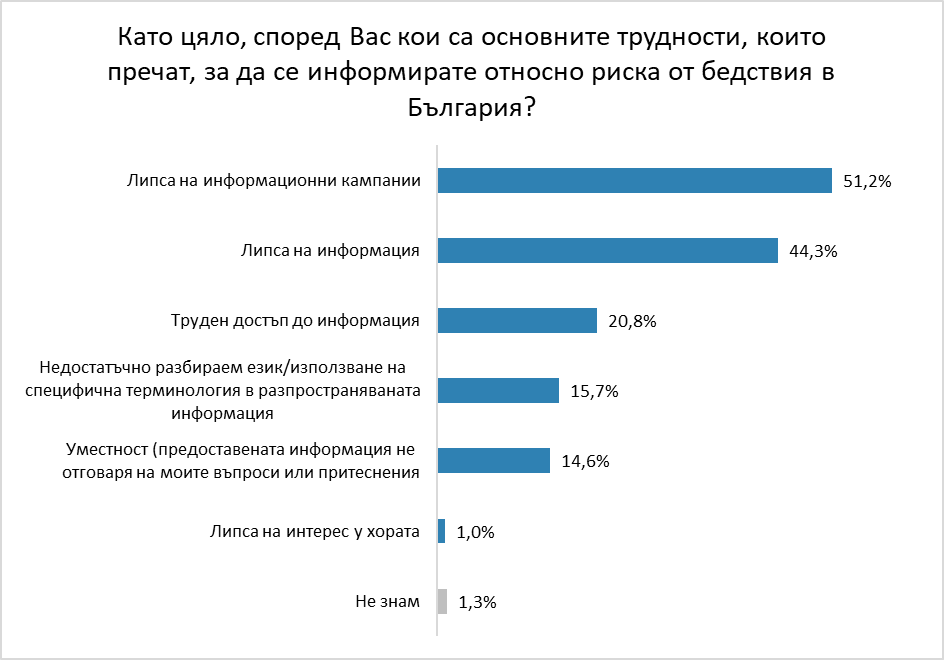 Като цяло, според Вас кои са основните трудности, които
пречат, за да се информирате относно риска от бедствия в
България?
Липса на информационни кампании
51,2%
Липса на информация
44,3%
Труден достъп до информация
20,8%
Недостатъчно разбираем език/използване на
специфична терминология в разпространяваната
информация
15,7%
Уместност (предоставената информация не
отговаря на моите въпроси или притеснения
14,6%
Липса на интерес у хората
1,0%
Не знам
1,3%